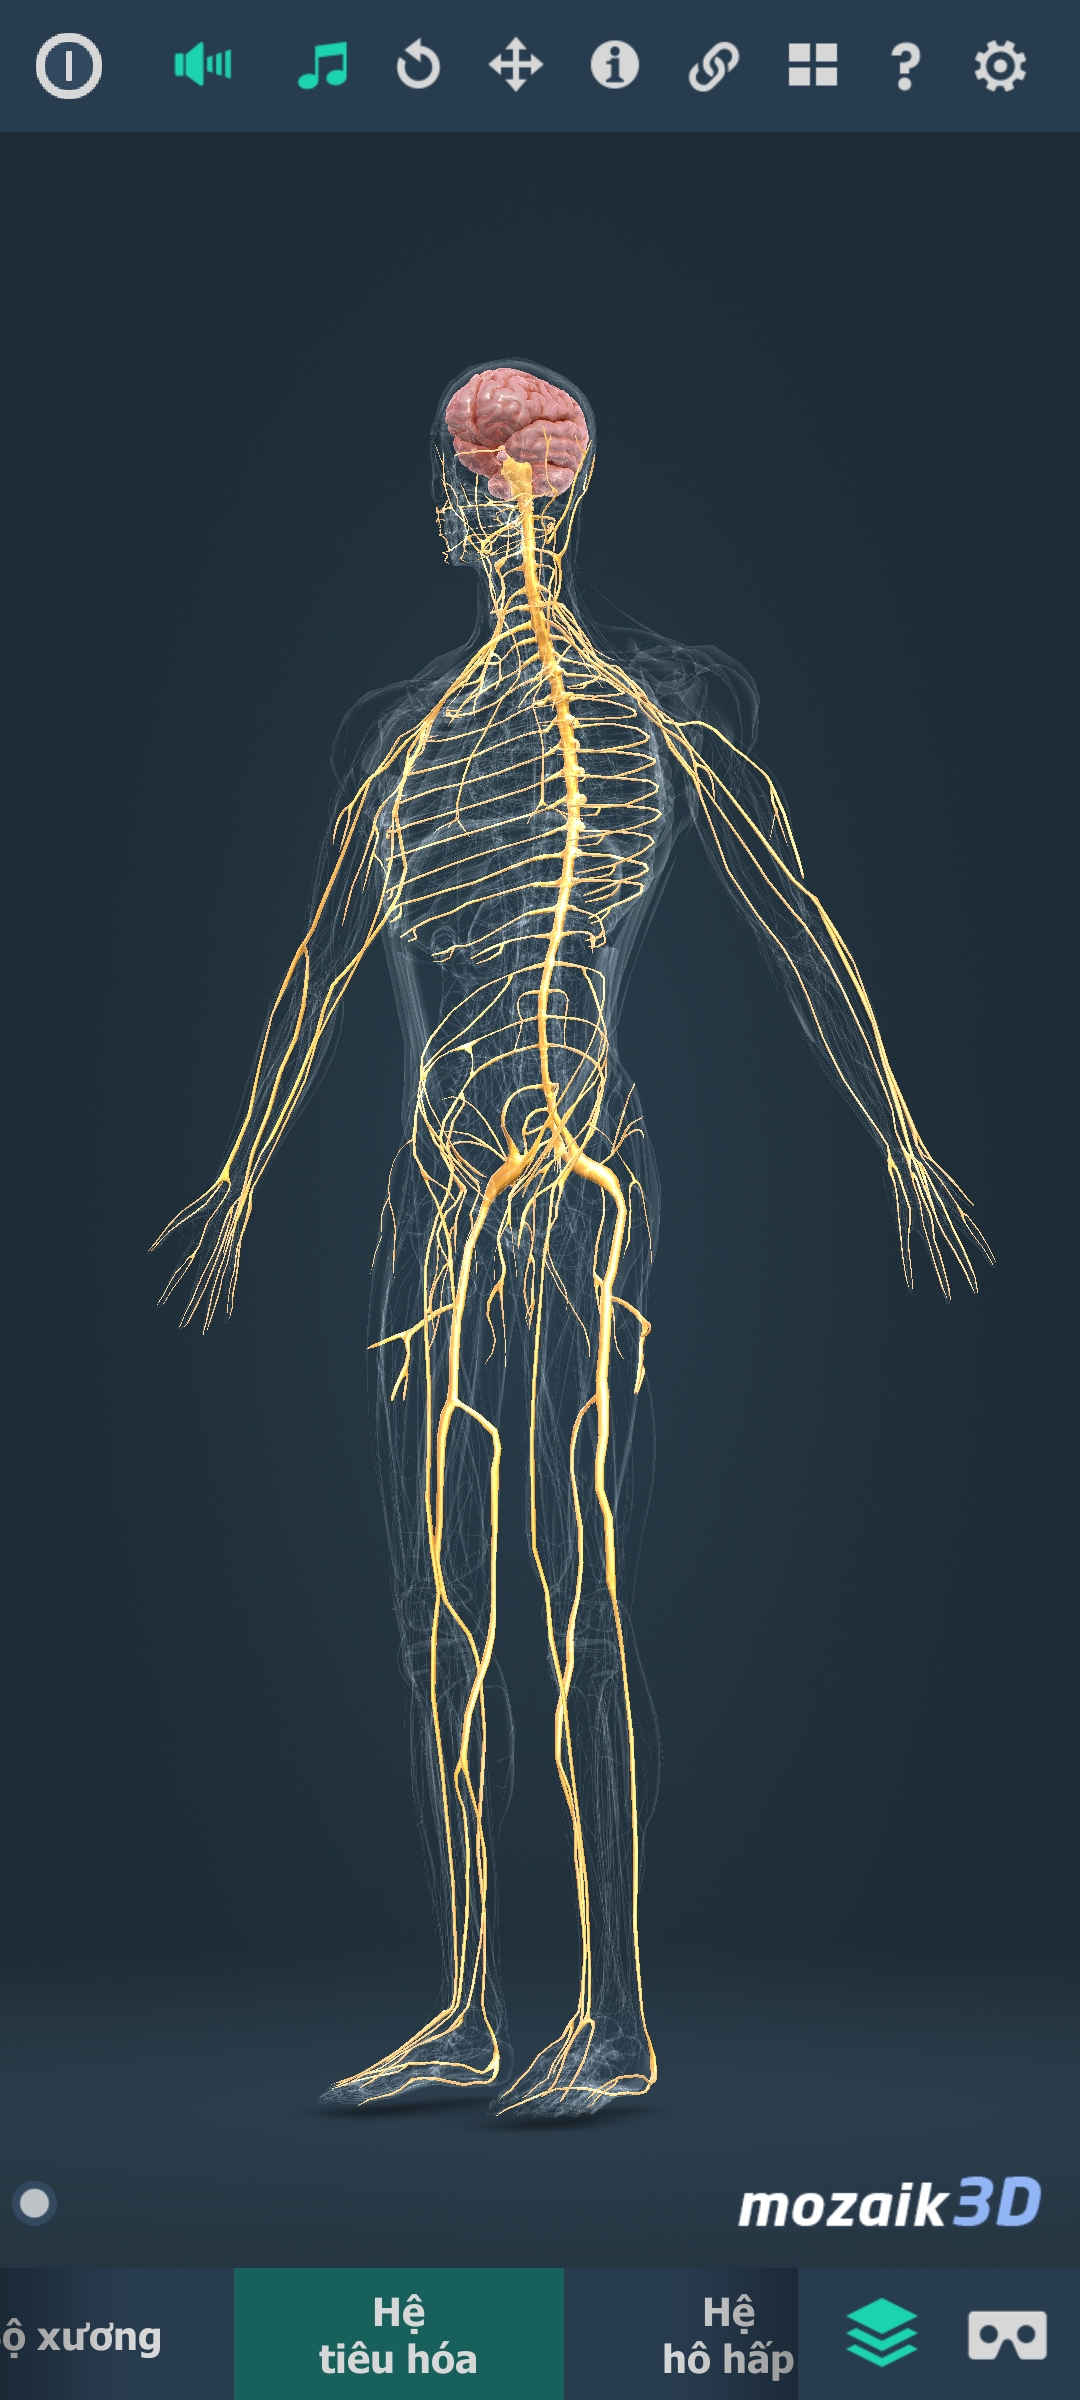 mozaik3D
ộ xương
Hệ
tiêu hóa
Hệ
hô hấp